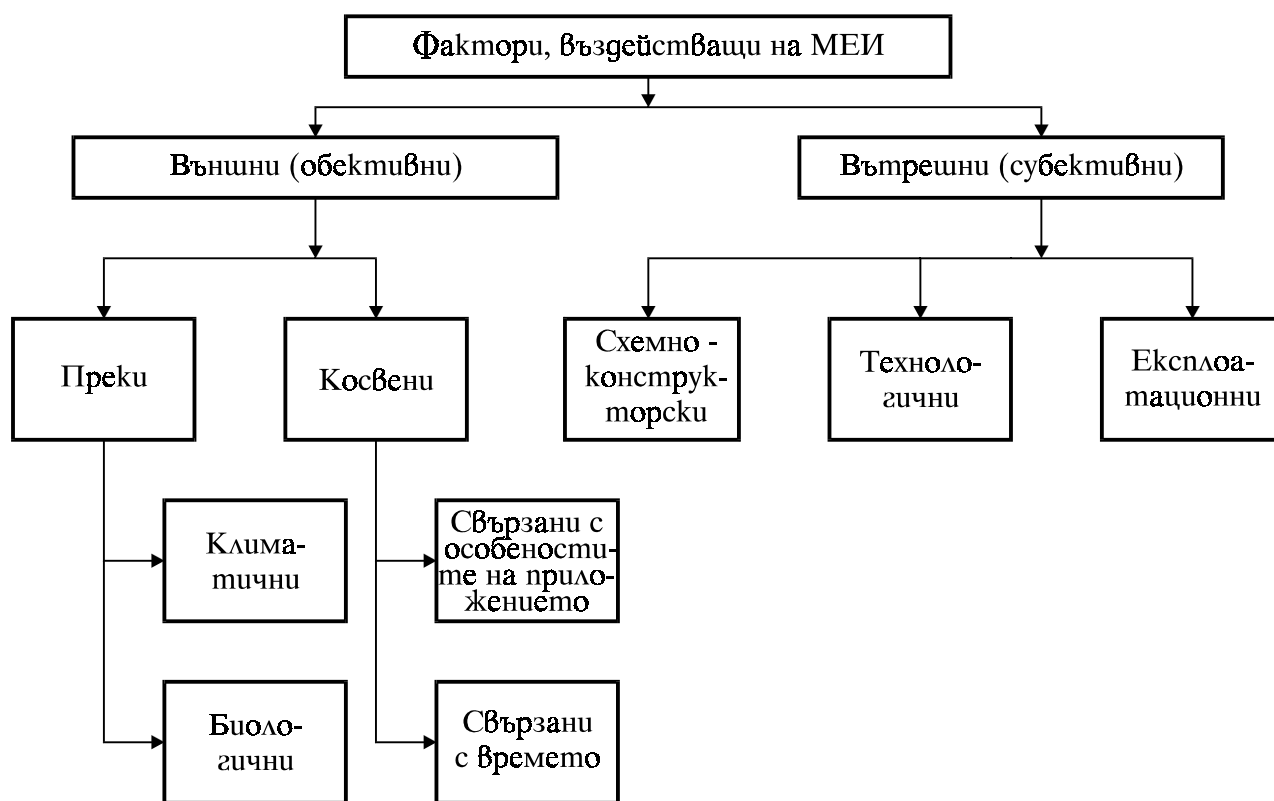 Фактори, въздействащи на МЕИ
Външни (обективни)
Вътрешни (субективни)
Преки
Косвени
Схемно -
конструк-
торски
Техноло-
гични
Експлоа-
тационни
Клима-
тични
Свързани с
особености-
те на прило-
жението
Биоло-
гични
Свързани
с времето